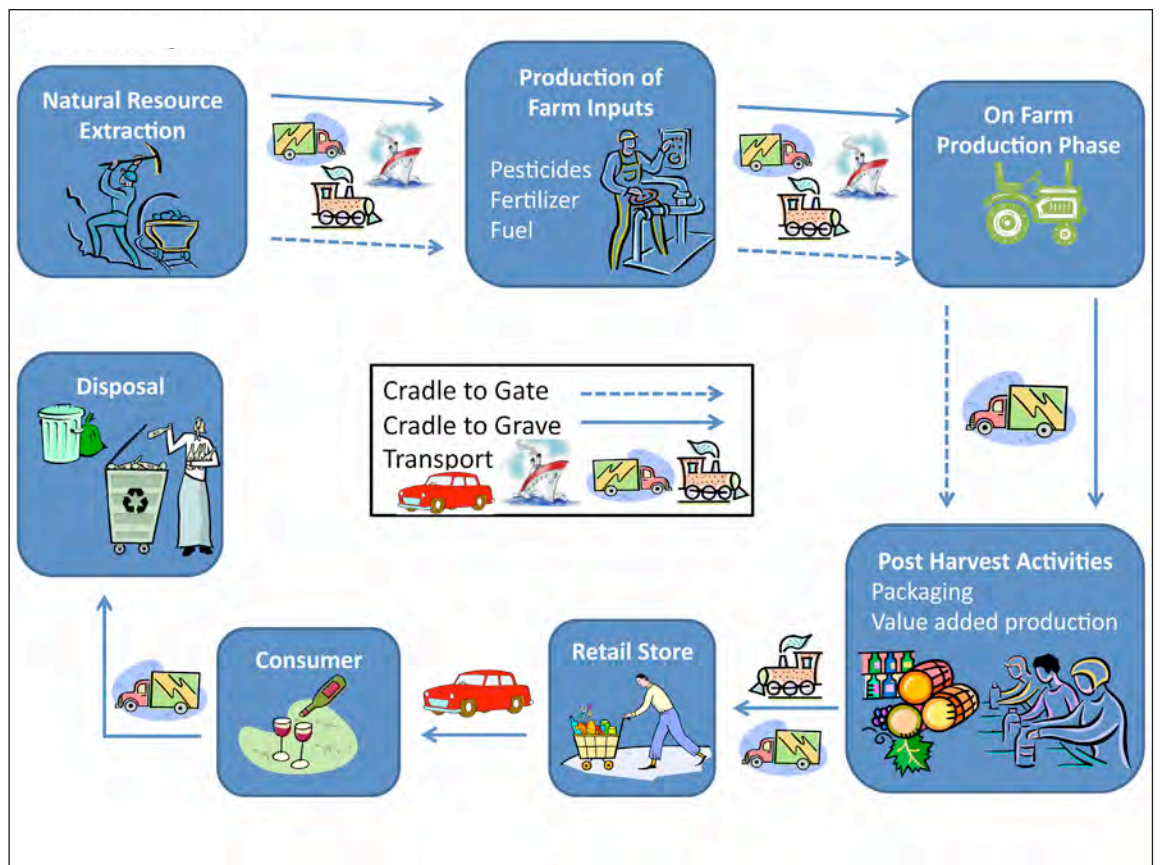 Natural Resource
Extraction
Production of
Farm Inputs
Pesticides
Fertilizer
Fuel
On Farm
Production Phase
Disposal
Cradle to Gate
Cradle to Grave
Transport
Post Harvest Activities
Packaging
Value added production
Retail Store
Consumer